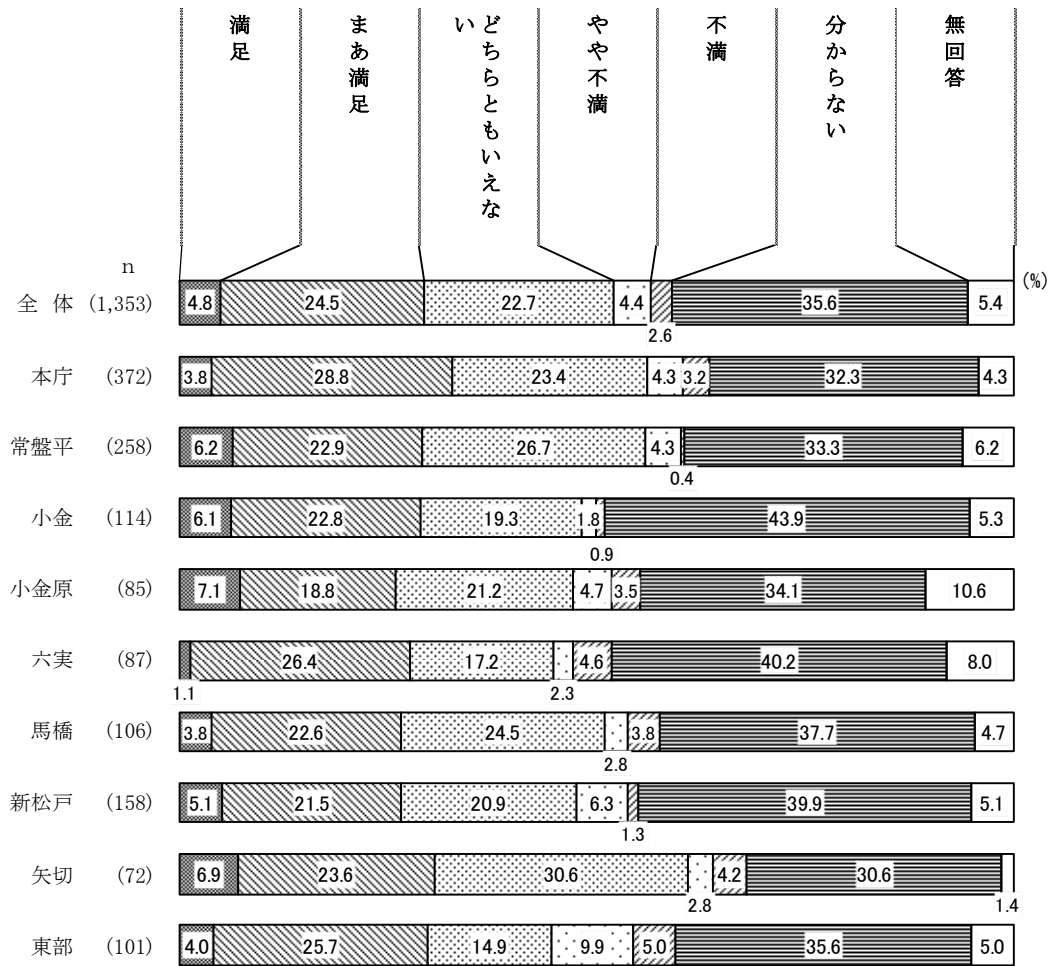 満足
まあ満足
どちらともいえない
やや不満
不満
分からない
無回答
n
(%)
全 体 (1,353) 4.8 24.5 22.7 4.4 2.6 35.6 5.4
本庁 (372) 3.8 28.8 23.4 4.3 3.2 32.3 4.3
常盤平 (258) 6.2 22.9 26.7 4.3 0.4 33.3 6.2
小金 (114) 6.1 22.8 19.3 1.8 0.9 43.9 5.3
小金原 (85) 7.1 18.8 21.2 4.7 3.5 34.1 10.6
六実 (87) 1.1 26.4 17.2 2.3 4.6 40.2 8.0
馬橋 (106) 3.8 22.6 24.5 2.8 3.8 37.7 4.7
新松戸 (158) 5.1 21.5 20.9 6.3 1.3 39.9 5.1
矢切 (72) 6.9 23.6 30.6 2.8 4.2 30.6 1.4
東部 (101) 4.0 25.7 14.9 9.9 5.0 35.6 5.0